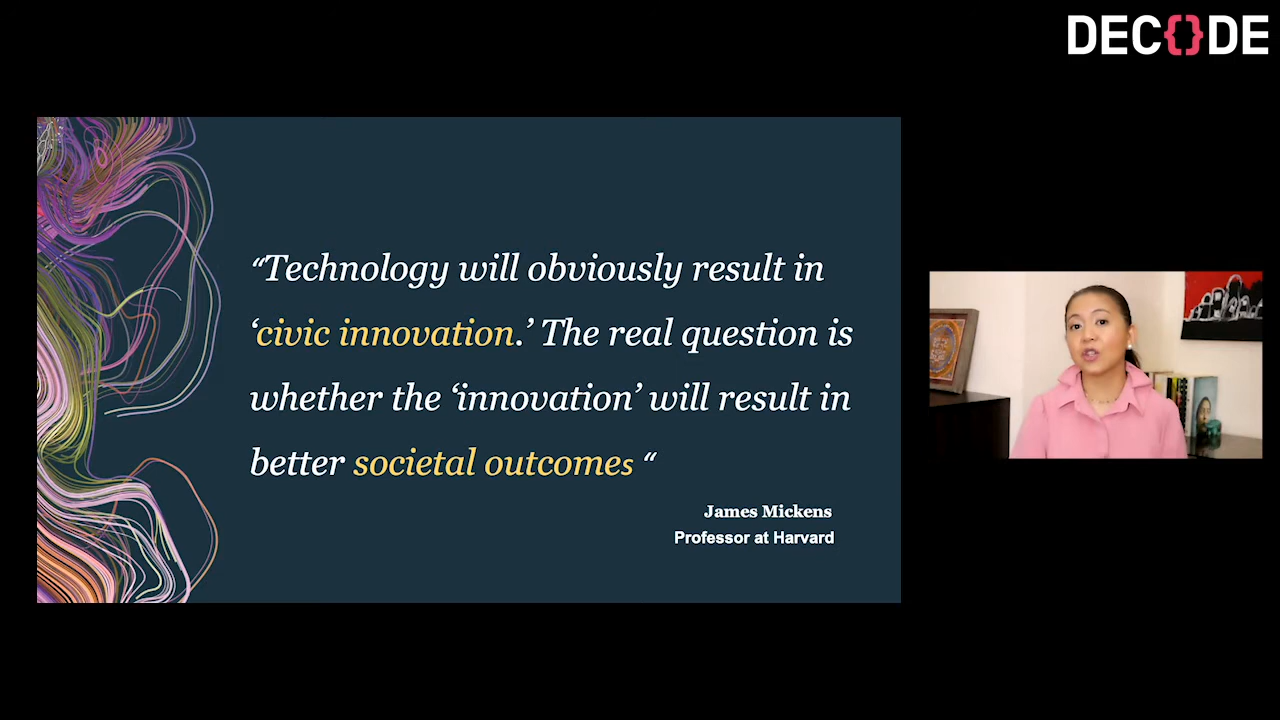 DEC{}DE
“Technology will obviously result in
‘civic innovation.’ The real question is
whether the ‘innovation’ will result in
better societal outcomes “
James Mickens
Professor at Harvard